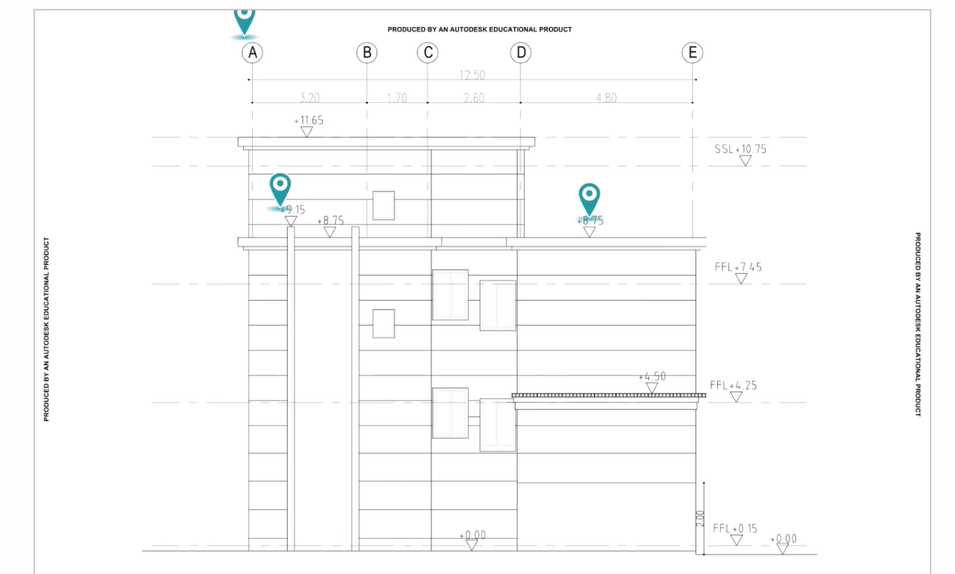 PRODUCED BY AN AUTODESK EDUCATIONAL PRODUCT
A B C D E
12.50
3.20 1.70 2.60 4.80
+11.65
SSL+10.75
+9.15
+8.75
+8.75
FFL+7.45
+4.50
FFL+4.25
2.00
FFL+0.15
+0.00
+0.00
PRODUCED BY AN AUTODESK EDUCATIONAL PRODUCT
PRODUCED BY AN AUTODESK EDUCATIONAL PRODUCT